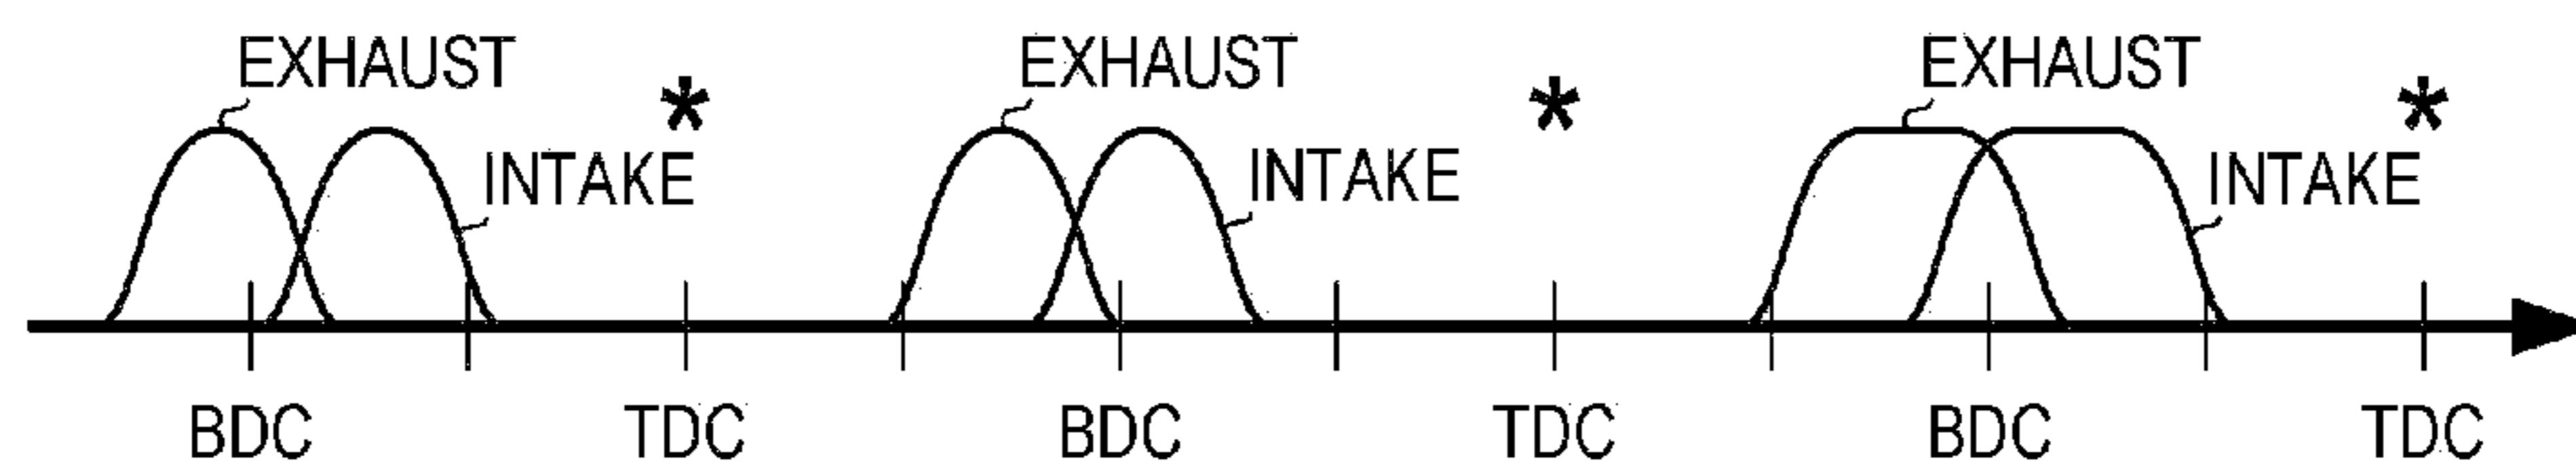 EXHAUST * EXHAUST * EXHAUST *
INTAKE INTAKE INTAKE
BDC TDC BDC TDC BDC TDC